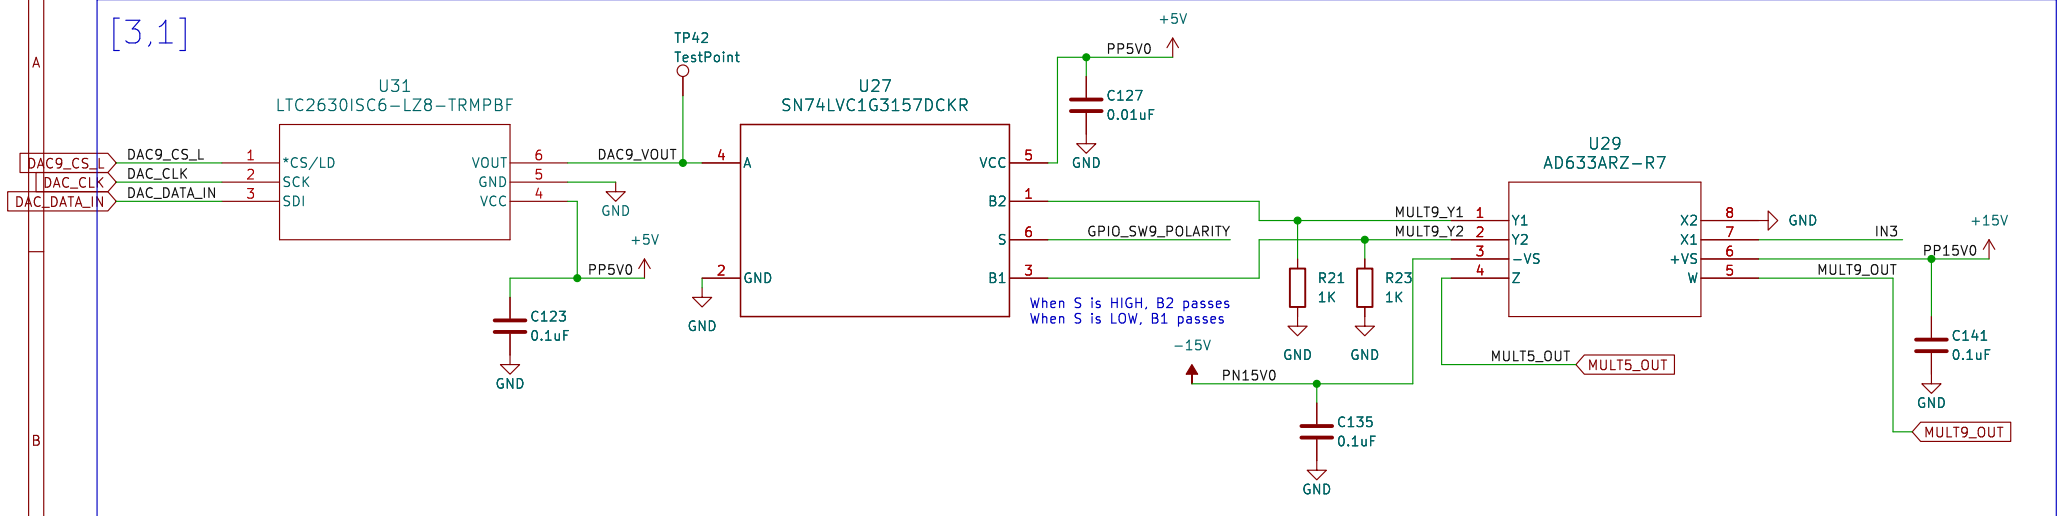 [3,1]
A
B
DAC9_CS_L
DAC_CLK
DAC_DATA_IN
DAC9_CS_L
DAC_CLK
DAC_DATA_IN
1
2
3
U31
LTC2630ISC6-LZ8-TRMPBF
*CS/LD
SCK
SDI
VOUT
GND
VCC
6
5
4
DAC9_VOUT
GND
+5V
PP5V0
C123
0.1uF
GND
TP42
TestPoint
U27
SN74LVC1G3157DCKR
4
A
2
GND
GND
VCC
B2
S
B1
5
1
6
3
+5V
PP5V0
C127
0.01uF
GND
GPIO_SW9_POLARITY
When S is HIGH, B2 passes
When S is LOW, B1 passes
MULT9_Y1
MULT9_Y2
R21
1K
GND
R23
1K
GND
-15V
PN15V0
C135
0.1uF
GND
U29
AD633ARZ-R7
1
2
3
4
Y1
Y2
-VS
Z
X2
X1
+VS
W
8
7
6
5
GND
IN3
+15V
PP15V0
MULT9_OUT
MULT5_OUT
MULT5_OUT
C141
0.1uF
GND
MULT9_OUT